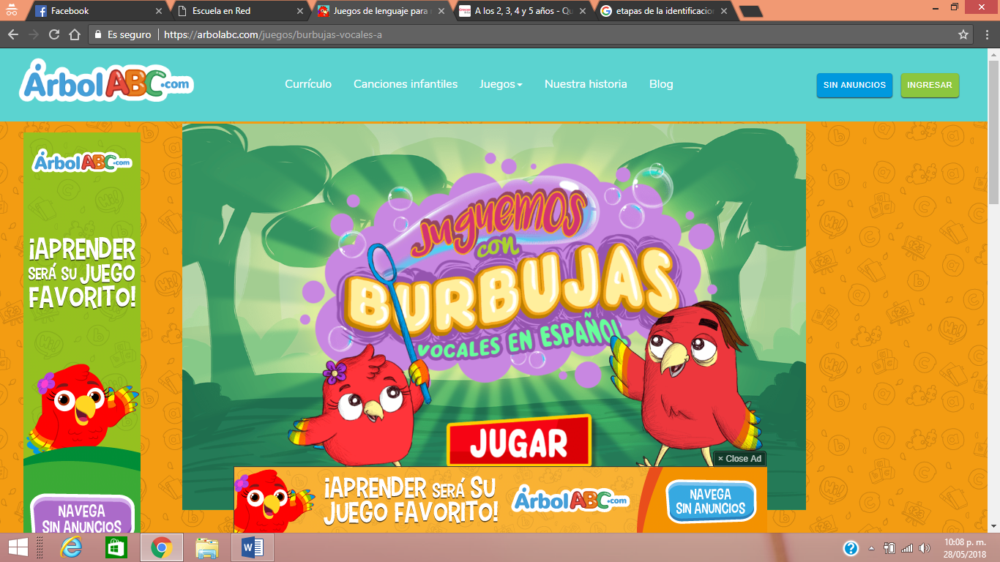 Facebook
Escuela en Red
Juegos de lenguaje para
A los 2, 3, 4 y 5 años - Qu
etapas de la identificacio
Es seguro
https://arbolabc.com/juegos/burbujas-vocales-a
ÁrbolABC.com
Currículo
Canciones infantiles
Juegos
Nuestra historia
Blog
SIN ANUNCIOS
INGRESAR
ÁrbolABC.com
¡APRENDER
SERÁ SU JUEGO
FAVORITO!
NAVEGA
SIN ANUNCIOS
Juguemos
con
BURBUJAS
VOCALES EN ESPAÑOL
JUGAR
× Close Ad
¡APRENDER SERÁ SU
JUEGO FAVORITO!
ÁrbolABC.com
NAVEGA
SIN ANUNCIOS
10:08 p. m.
28/05/2018